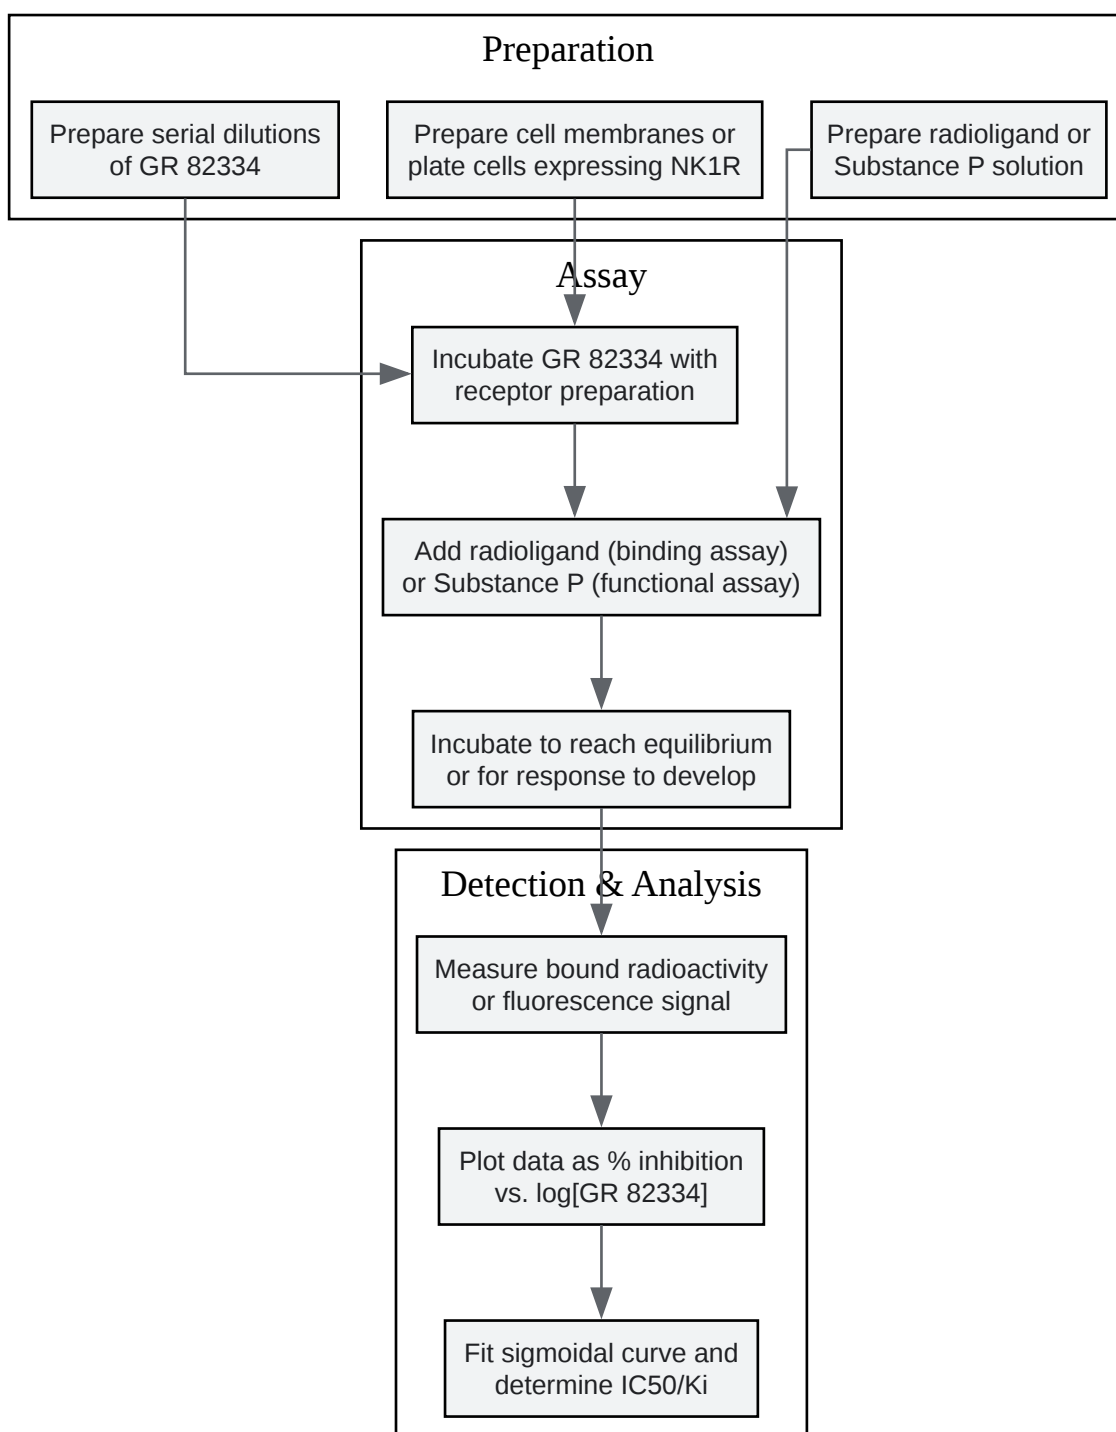 Preparation
Prepare serial dilutions
of GR 82334
Prepare cell membranes or
plate cells expressing NK1R
Prepare radioligand or
Substance P solution
Assay
Incubate GR 82334 with
receptor preparation
Add radioligand (binding assay)
or Substance P (functional assay)
Incubate to reach equilibrium
or for response to develop
Detection & Analysis
Measure bound radioactivity
or fluorescence signal
Plot data as % inhibition
vs. log[GR 82334]
Fit sigmoidal curve and
determine IC50/Ki